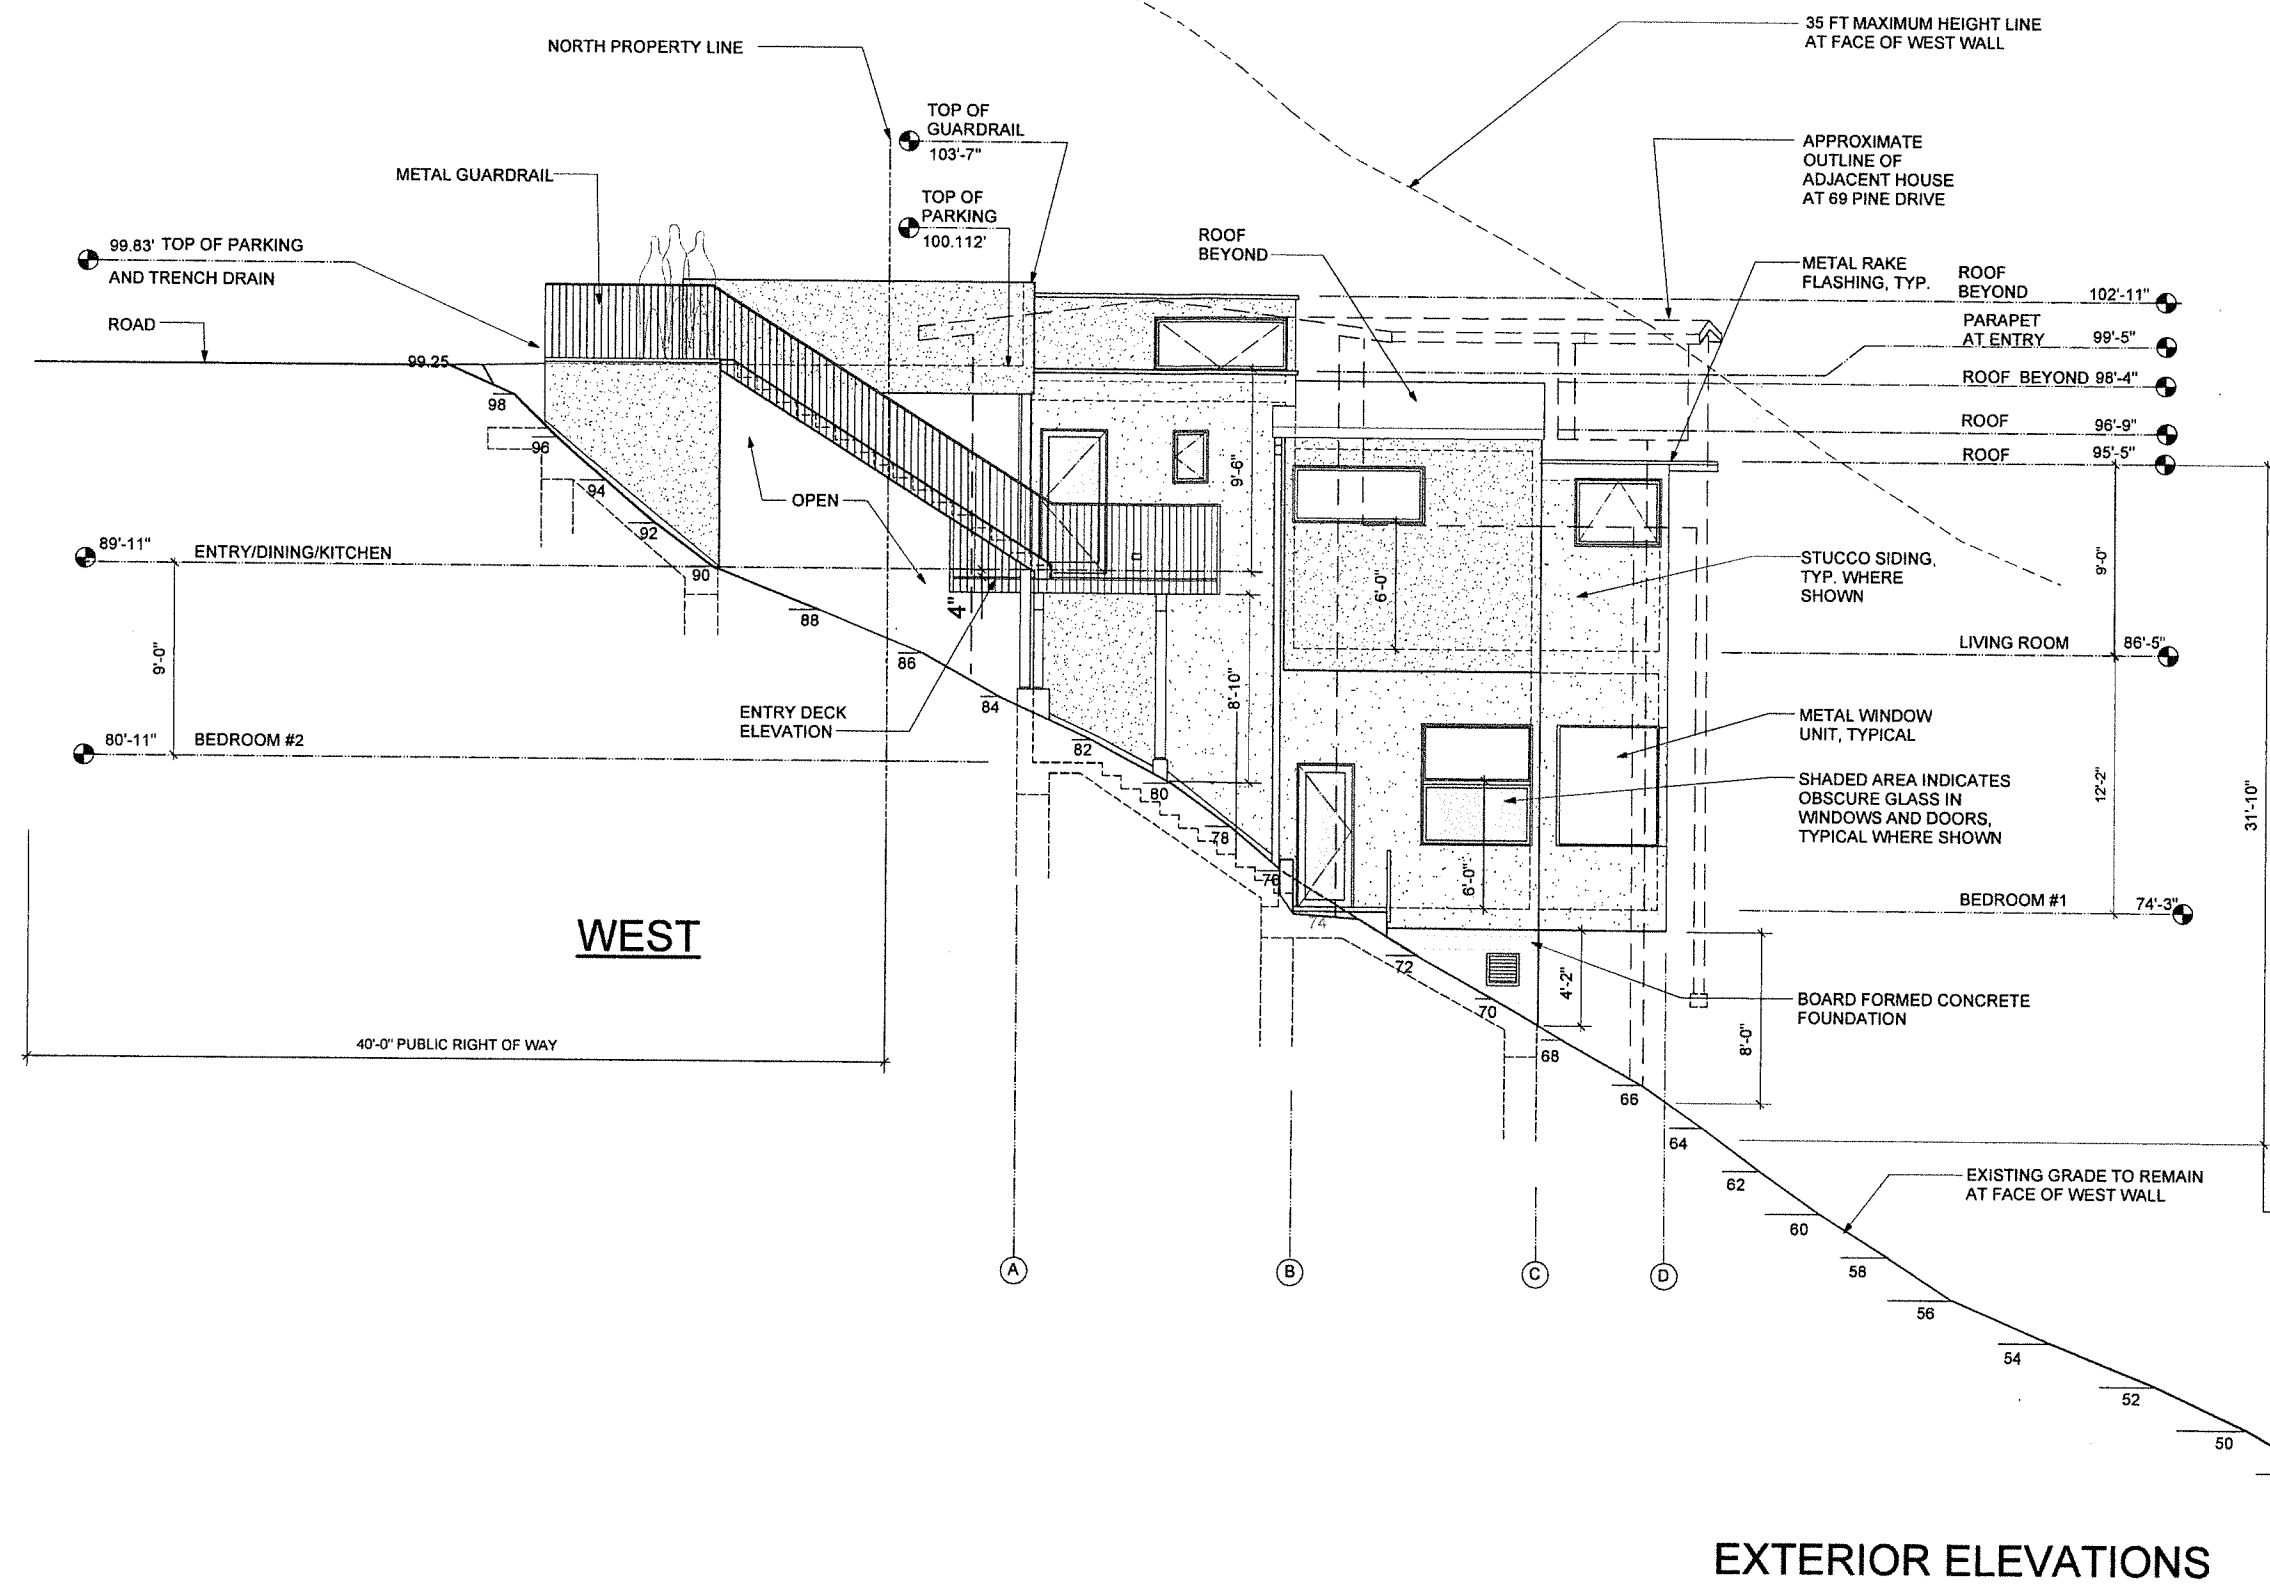 35 FT MAXIMUM HEIGHT LINE
AT FACE OF WEST WALL
NORTH PROPERTY LINE
TOP OF
GUARDRAIL
103'-7"
METAL GUARDRAIL
APPROXIMATE
OUTLINE OF
ADJACENT HOUSE
AT 69 PINE DRIVE
TOP OF
PARKING
100.112'
99.83' TOP OF PARKING
AND TRENCH DRAIN
ROOF
BEYOND
METAL RAKE
FLASHING, TYP.
ROOF
BEYOND
102'-11"
ROAD
PARAPET
AT ENTRY
99'-5"
99.25
ROOF BEYOND 98'-4"
98
ROOF
96'-9"
96
ROOF
95'-5"
94
OPEN
9'-6"
92
89'-11"
ENTRY/DINING/KITCHEN
90
STUCCO SIDING,
TYP. WHERE
SHOWN
9'-0"
6'-0"
4"
88
86
LIVING ROOM
86'-5"
9'-0"
84
8'-10"
ENTRY DECK
ELEVATION
METAL WINDOW
UNIT, TYPICAL
80'-11"
BEDROOM #2
82
80
SHADED AREA INDICATES
OBSCURE GLASS IN
WINDOWS AND DOORS,
TYPICAL WHERE SHOWN
12'-2"
31'-10"
78
76
6'-0"
BEDROOM #1
74'-3"
74
WEST
72
4'-2"
70
BOARD FORMED CONCRETE
FOUNDATION
8'-0"
40'-0" PUBLIC RIGHT OF WAY
68
66
64
62
EXISTING GRADE TO REMAIN
AT FACE OF WEST WALL
60
58
A
B
C
D
56
54
52
50
EXTERIOR ELEVATIONS